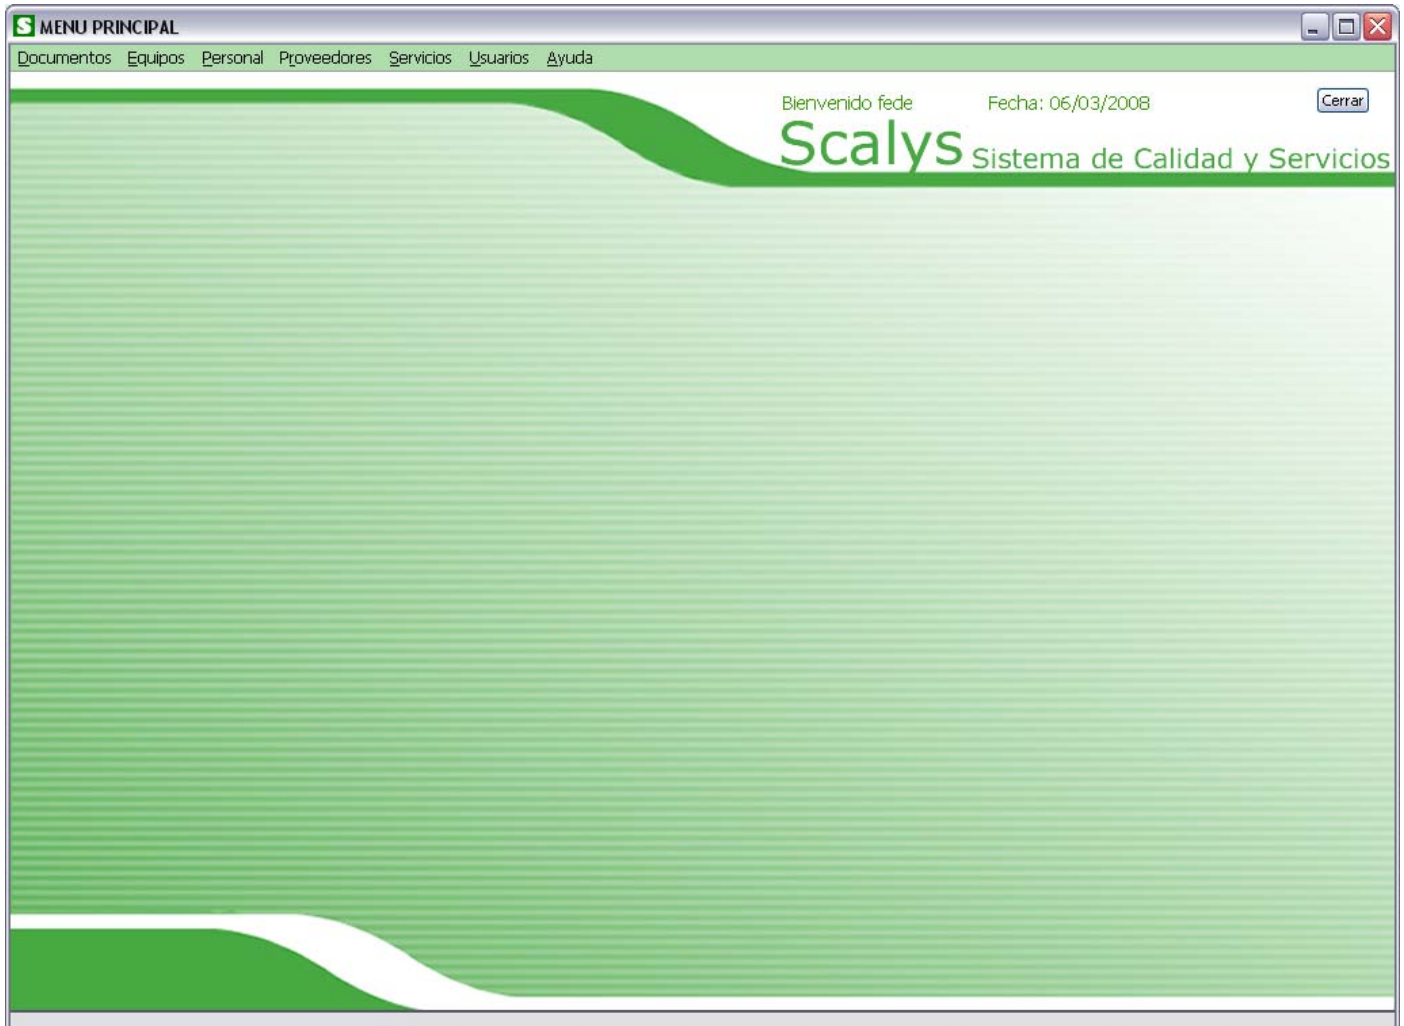 S MENU PRINCIPAL
Documentos Equipos Personal Proveedores Servicios Usuarios Ayuda
Bienvenido fede Fecha: 06/03/2008 Cerrar
Scalys Sistema de Calidad y Servicios